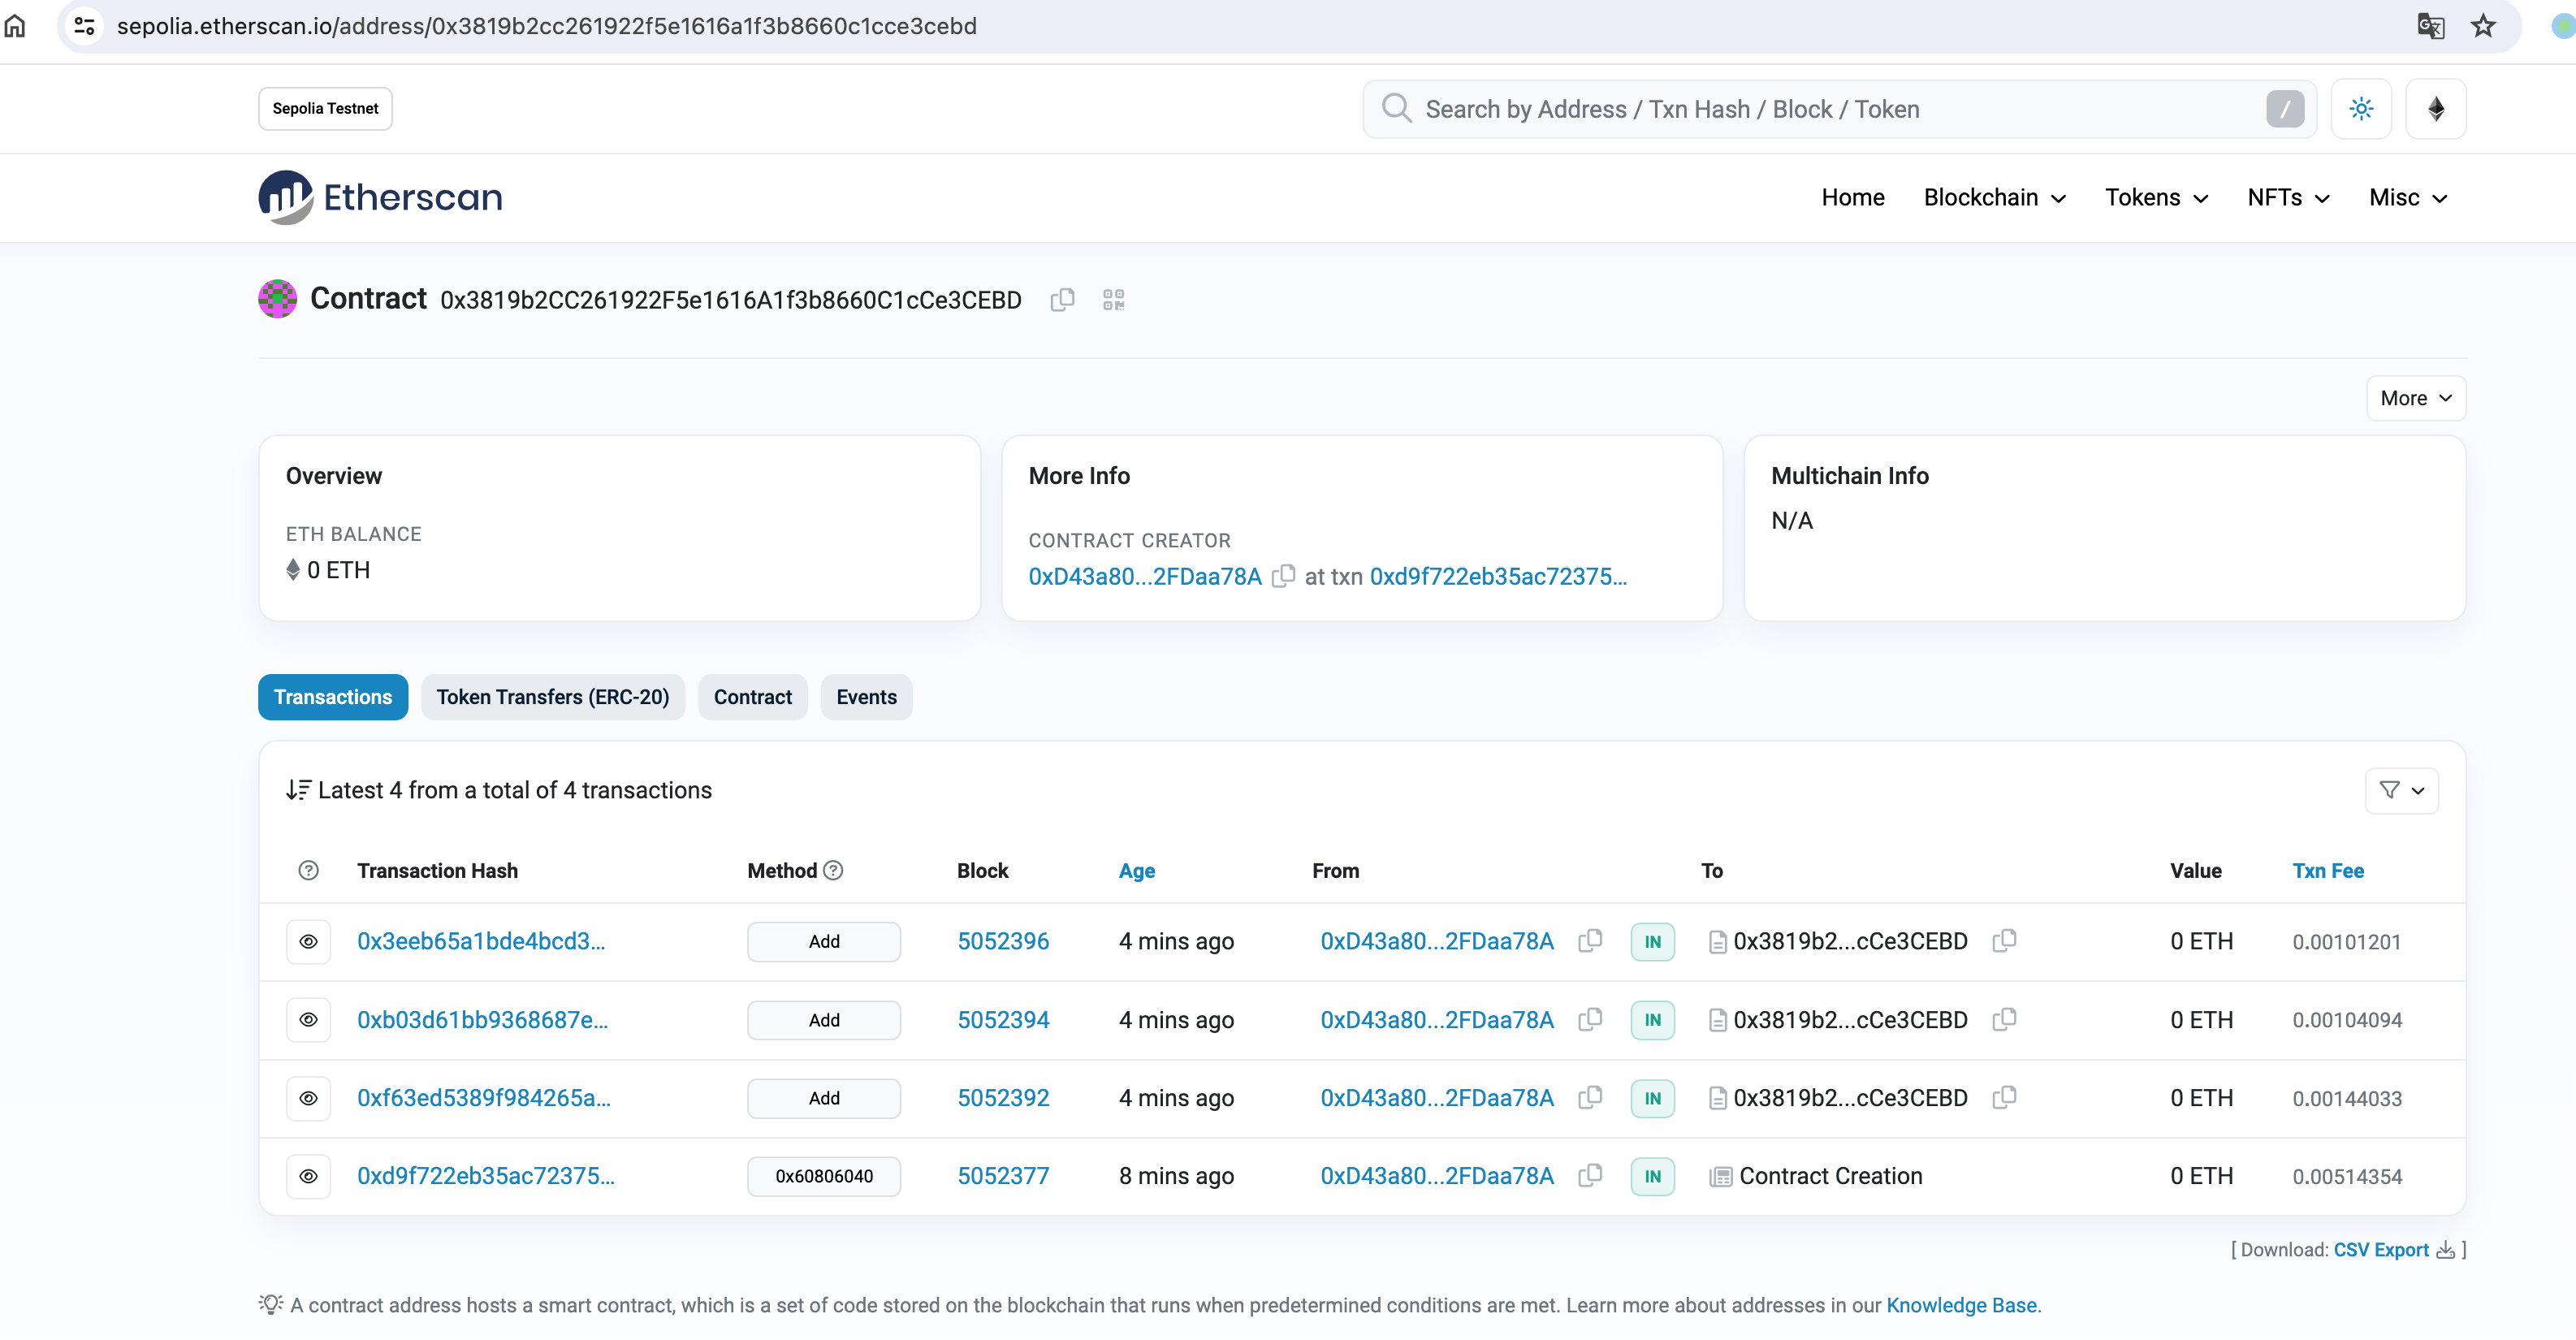 sepolia.etherscan.io/address/0x3819b2cc261922f5e1616a1f3b8660c1cce3cebd
Sepolia Testnet
Search by Address / Txn Hash / Block / Token /
Etherscan
Home Blockchain Tokens NFTs Misc
Contract 0x3819b2CC261922F5e1616A1f3b8660C1cCe3CEBD
More
Overview
ETH BALANCE
0 ETH
More Info
CONTRACT CREATOR
0xD43a80...2FDaa78A at txn 0xd9f722eb35ac72375...
Multichain Info
N/A
Transactions Token Transfers (ERC-20) Contract Events
Latest 4 from a total of 4 transactions
Transaction Hash Method Block Age From To Value Txn Fee
0x3eeb65a1bde4bcd3... Add 5052396 4 mins ago 0xD43a80...2FDaa78A IN 0x3819b2...cCe3CEBD 0 ETH 0.00101201
0xb03d61bb9368687e... Add 5052394 4 mins ago 0xD43a80...2FDaa78A IN 0x3819b2...cCe3CEBD 0 ETH 0.00104094
0xf63ed5389f984265a... Add 5052392 4 mins ago 0xD43a80...2FDaa78A IN 0x3819b2...cCe3CEBD 0 ETH 0.00144033
0xd9f722eb35ac72375... 0x60806040 5052377 8 mins ago 0xD43a80...2FDaa78A IN Contract Creation 0 ETH 0.00514354
[ Download: CSV Export ]
A contract address hosts a smart contract, which is a set of code stored on the blockchain that runs when predetermined conditions are met. Learn more about addresses in our Knowledge Base.